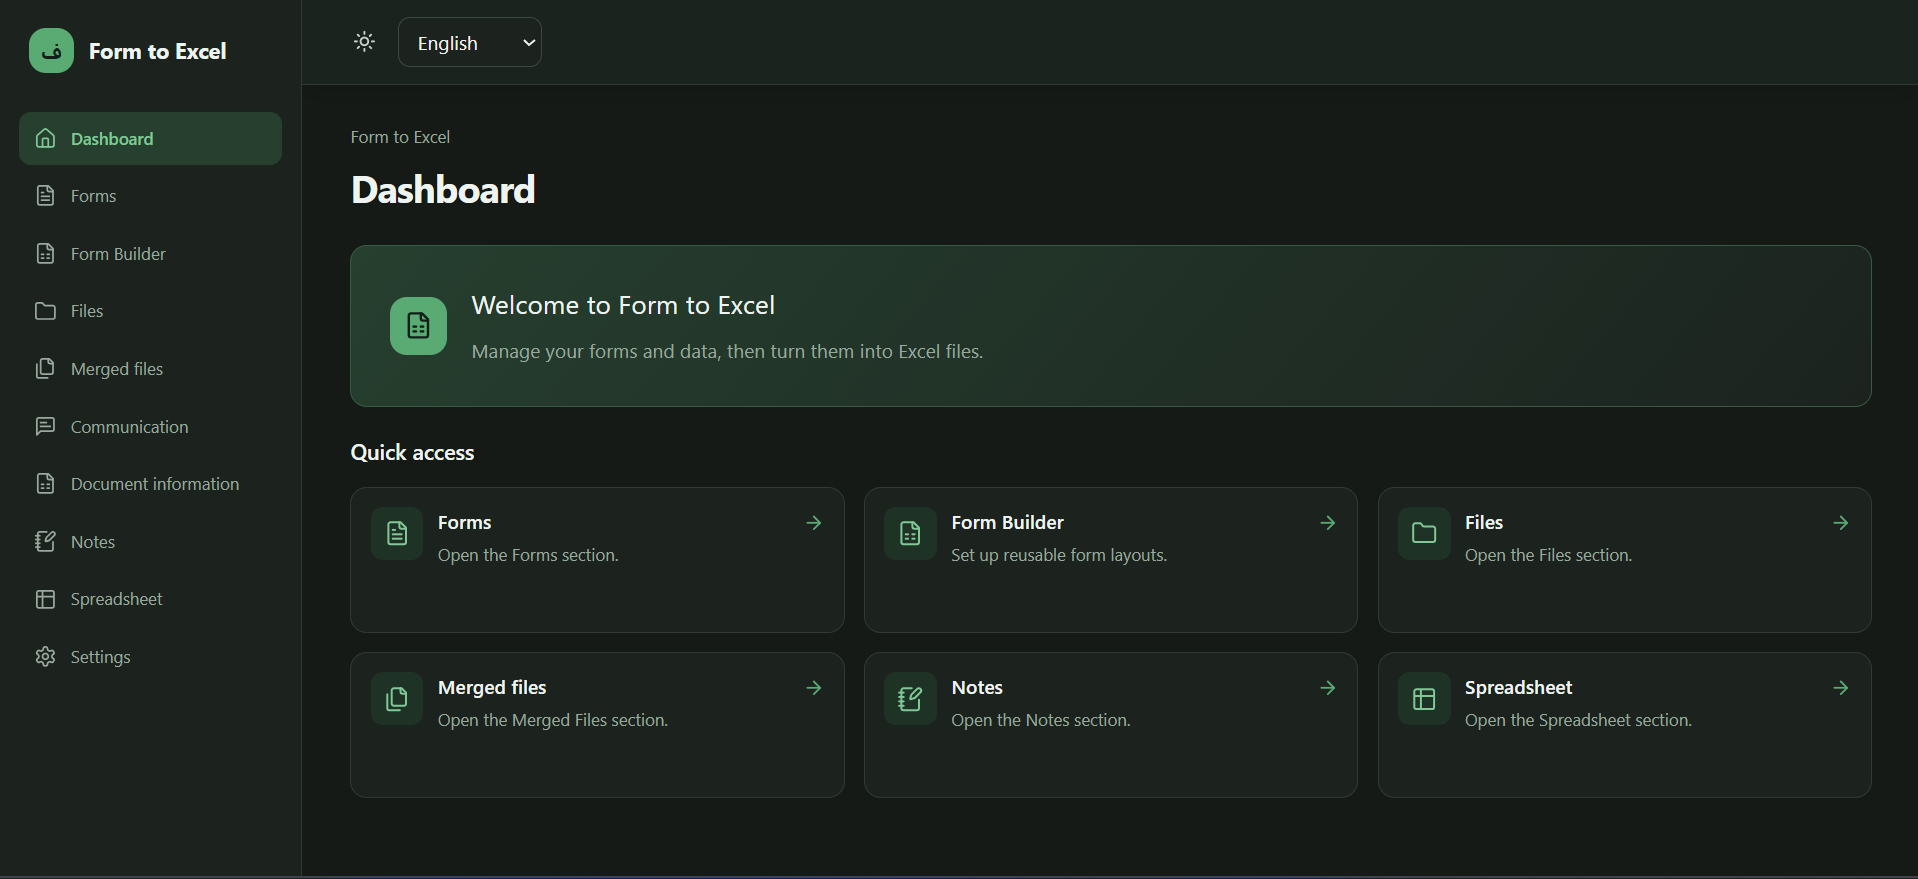 ف
Form to Excel
English
Dashboard
Forms
Form Builder
Files
Merged files
Communication
Document information
Notes
Spreadsheet
Settings
Form to Excel
Dashboard
Welcome to Form to Excel
Manage your forms and data, then turn them into Excel files.
Quick access
Forms
Open the Forms section.
Form Builder
Set up reusable form layouts.
Files
Open the Files section.
Merged files
Open the Merged Files section.
Notes
Open the Notes section.
Spreadsheet
Open the Spreadsheet section.